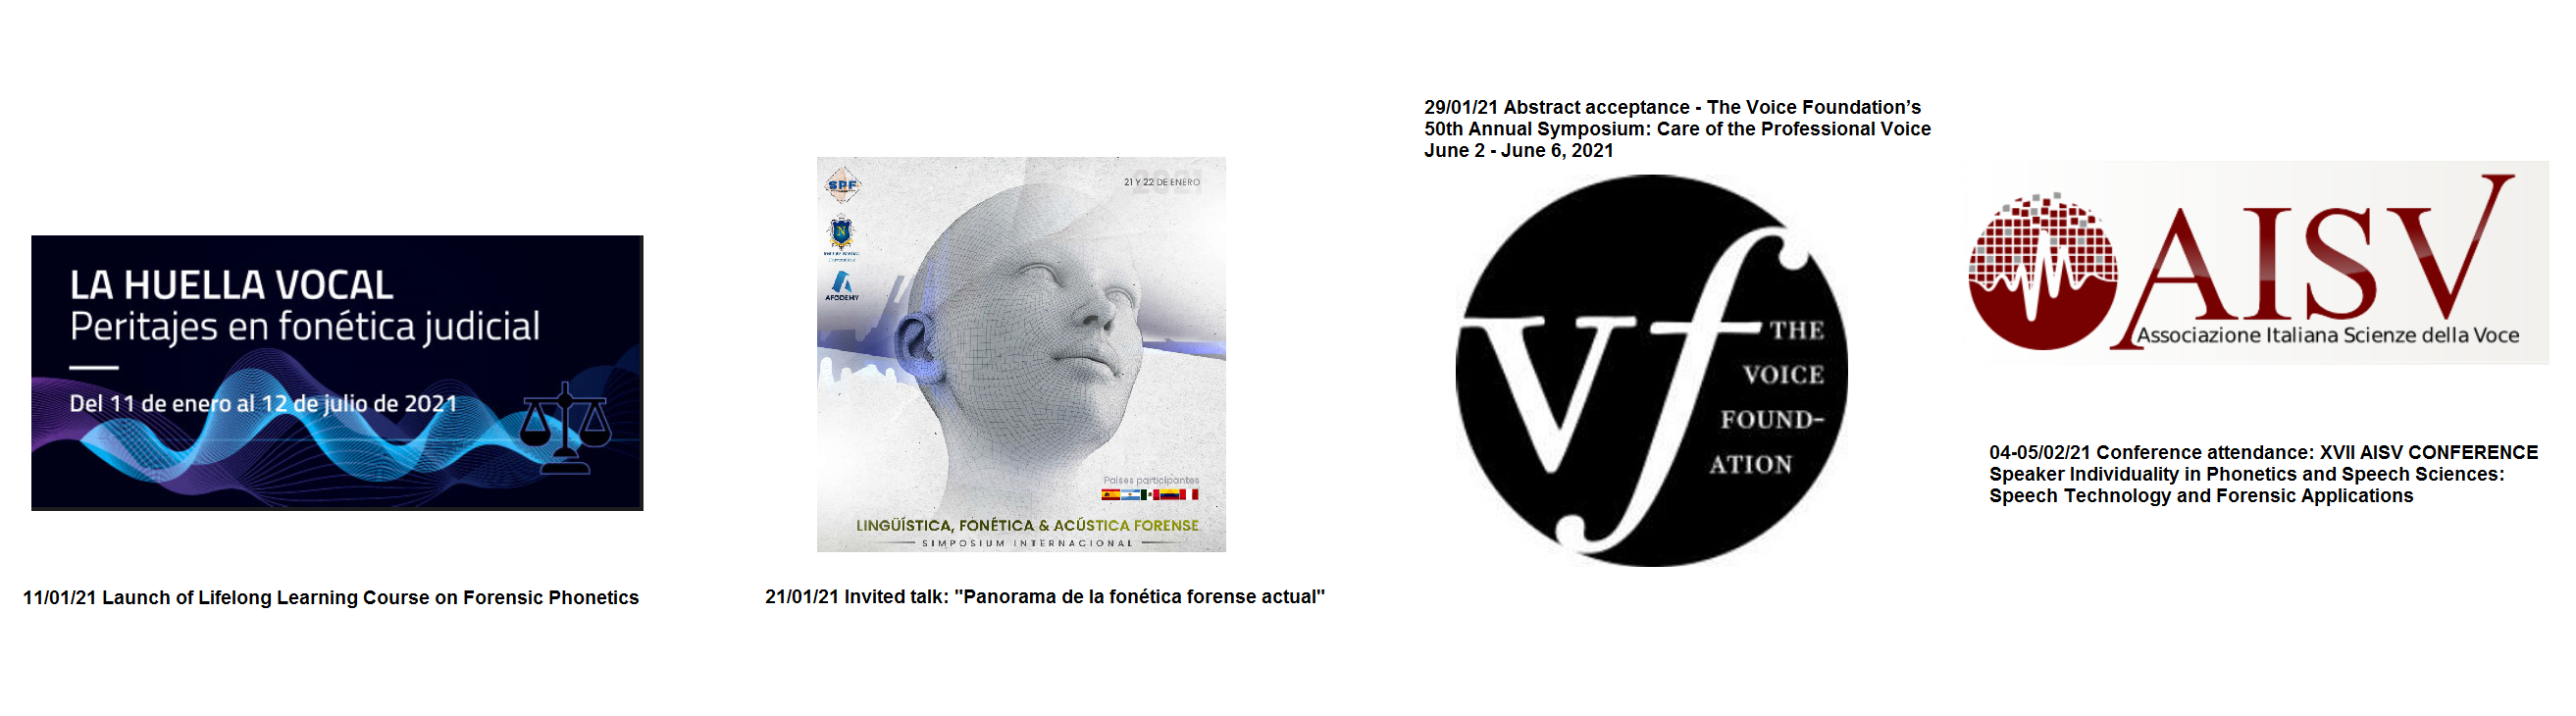 LA HUELLA VOCAL
Peritajes en fonética judicial
Del 11 de enero al 12 de julio de 2021
11/01/21 Launch of Lifelong Learning Course on Forensic Phonetics
SPF
21 Y 22 DE ENERO
2021
N
AFODEMY
Países participantes
LINGÜÍSTICA, FONÉTICA & ACÚSTICA FORENSE
SIMPOSIUM INTERNACIONAL
21/01/21 Invited talk: "Panorama de la fonética forense actual"
29/01/21 Abstract acceptance - The Voice Foundation’s
50th Annual Symposium: Care of the Professional Voice
June 2 - June 6, 2021
vf
THE
VOICE
FOUND-
ATION
AISV
Associazione Italiana Scienze della Voce
04-05/02/21 Conference attendance: XVII AISV CONFERENCE
Speaker Individuality in Phonetics and Speech Sciences:
Speech Technology and Forensic Applications